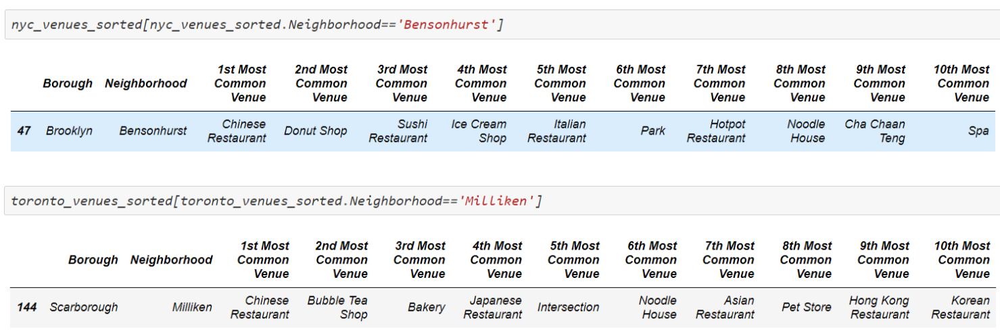 nyc_venues_sorted[nyc_venues_sorted.Neighborhood=='Bensonhurst']
Borough Neighborhood 1st Most Common Venue 2nd Most Common Venue 3rd Most Common Venue 4th Most Common Venue 5th Most Common Venue 6th Most Common Venue 7th Most Common Venue 8th Most Common Venue 9th Most Common Venue 10th Most Common Venue
47 Brooklyn Bensonhurst Chinese Restaurant Donut Shop Sushi Restaurant Ice Cream Shop Italian Restaurant Park Hotpot Restaurant Noodle House Cha Chaan Teng Spa
toronto_venues_sorted[toronto_venues_sorted.Neighborhood=='Milliken']
Borough Neighborhood 1st Most Common Venue 2nd Most Common Venue 3rd Most Common Venue 4th Most Common Venue 5th Most Common Venue 6th Most Common Venue 7th Most Common Venue 8th Most Common Venue 9th Most Common Venue 10th Most Common Venue
144 Scarborough Milliken Chinese Restaurant Bubble Tea Shop Bakery Japanese Restaurant Intersection Noodle House Asian Restaurant Pet Store Hong Kong Restaurant Korean Restaurant